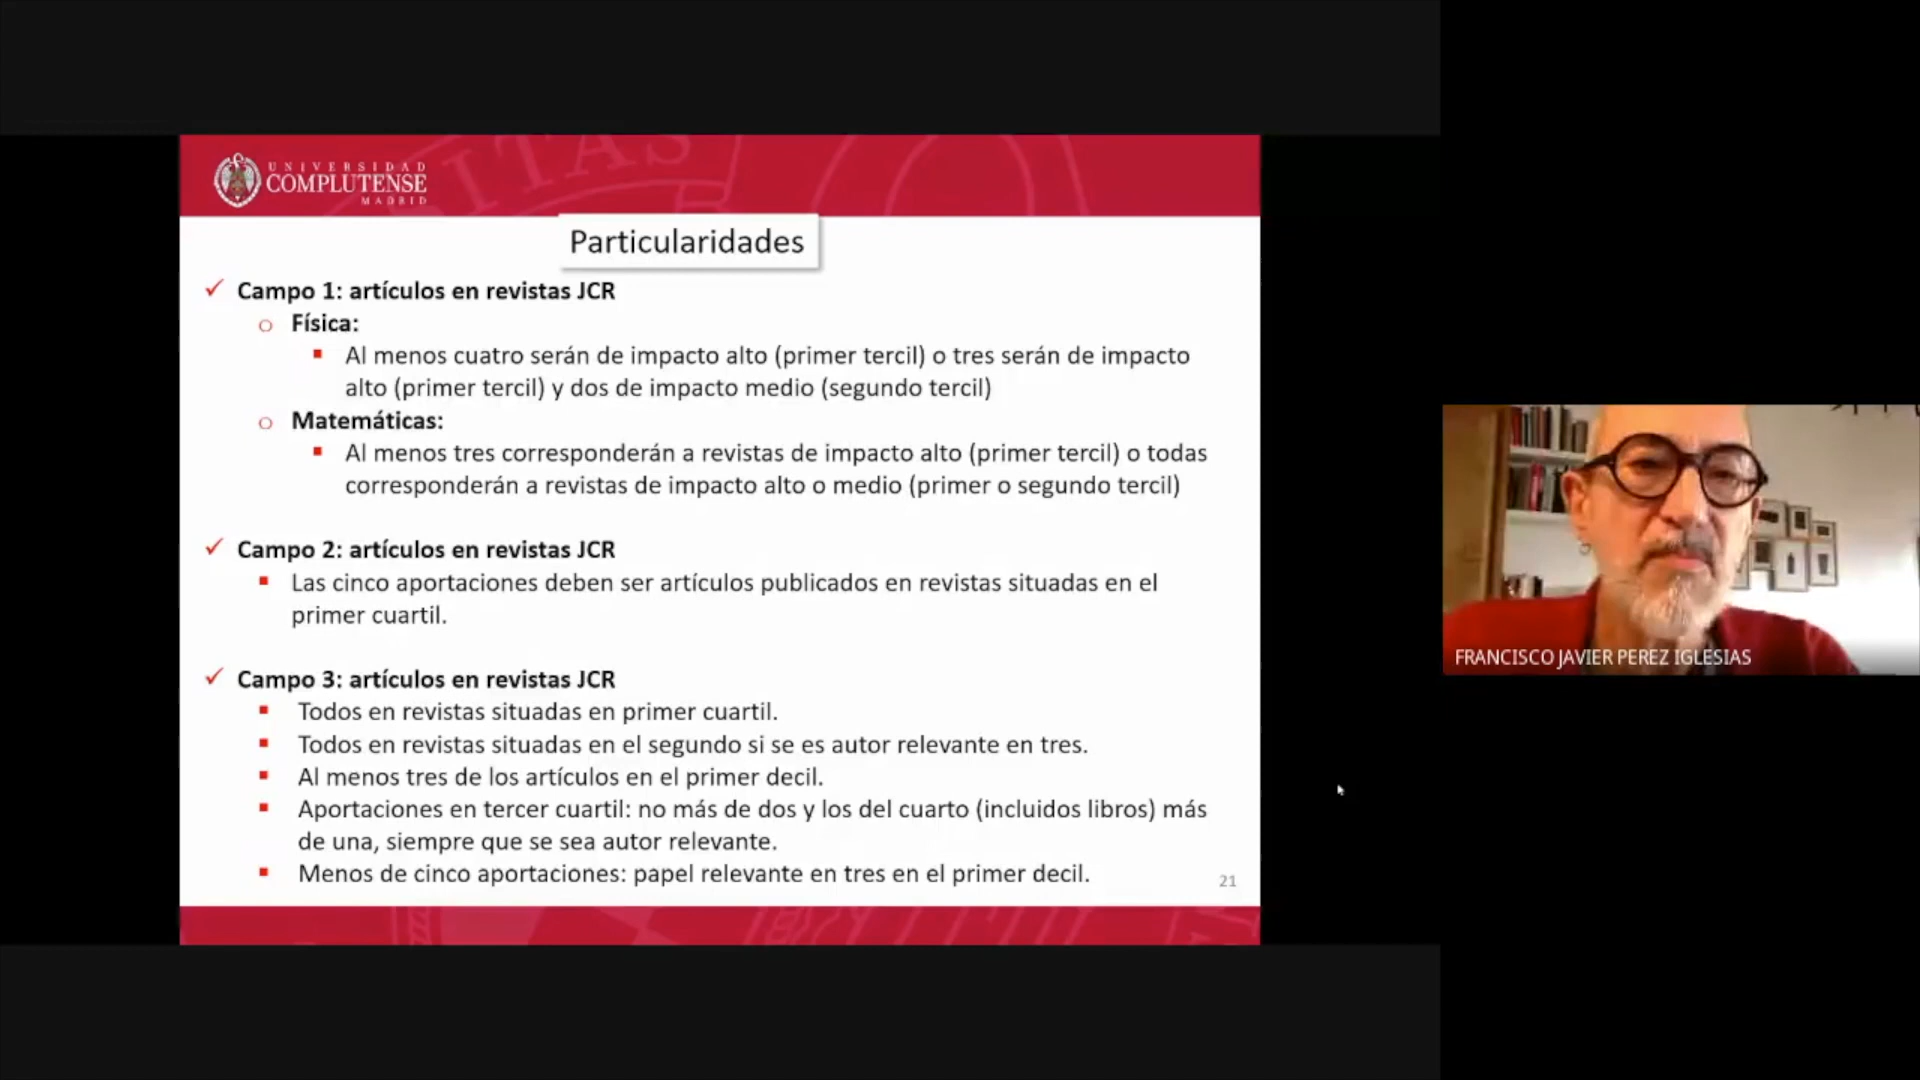 UNIVERSIDAD
COMPLUTENSE
MADRID
Particularidades
✓ Campo 1: artículos en revistas JCR
o Física:
▪ Al menos cuatro serán de impacto alto (primer tercil) o tres serán de impacto
alto (primer tercil) y dos de impacto medio (segundo tercil)
o Matemáticas:
▪ Al menos tres corresponderán a revistas de impacto alto (primer tercil) o todas
corresponderán a revistas de impacto alto o medio (primer o segundo tercil)
✓ Campo 2: artículos en revistas JCR
▪ Las cinco aportaciones deben ser artículos publicados en revistas situadas en el
primer cuartil.
✓ Campo 3: artículos en revistas JCR
▪ Todos en revistas situadas en primer cuartil.
▪ Todos en revistas situadas en el segundo si se es autor relevante en tres.
▪ Al menos tres de los artículos en el primer decil.
▪ Aportaciones en tercer cuartil: no más de dos y los del cuarto (incluidos libros) más
de una, siempre que se sea autor relevante.
▪ Menos de cinco aportaciones: papel relevante en tres en el primer decil.
21
FRANCISCO JAVIER PEREZ IGLESIAS